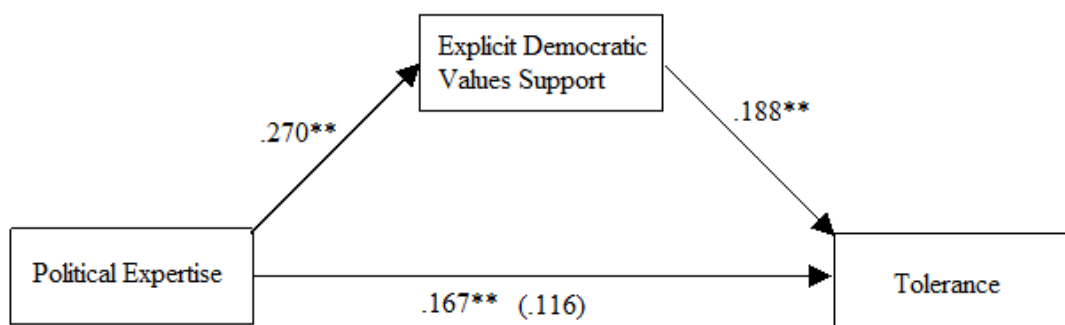 Explicit Democratic
Values Support
.270**
.188**
Political Expertise
Tolerance
.167** (.116)